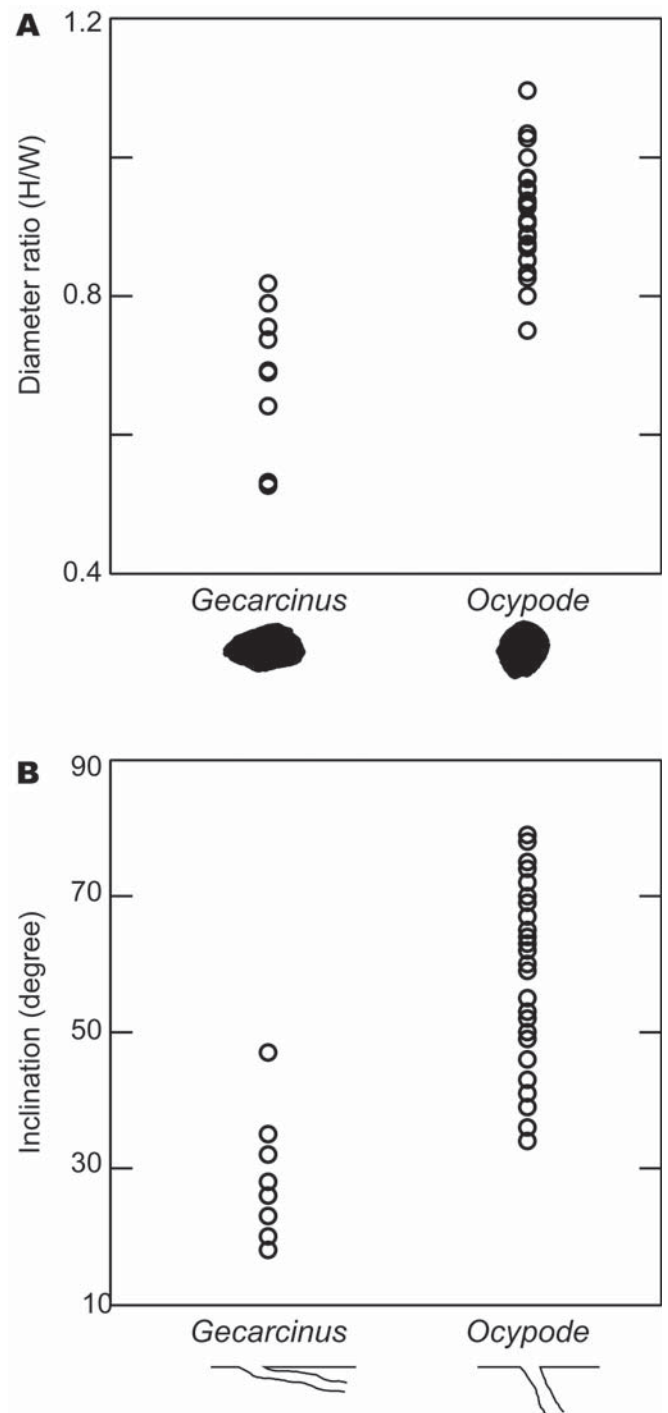 A
1.2
0.8
0.4
Diameter ratio (H/W)
Gecarcinus Ocypode
B
90
70
50
30
10
Inclination (degree)
Gecarcinus Ocypode